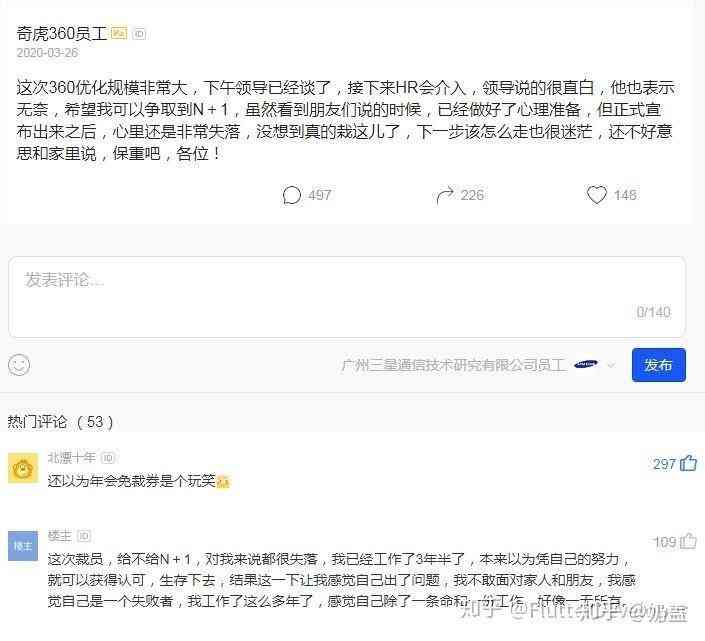 奇虎360员工
2020-03-26
这次360优化规模非常大，下午领导已经谈了，接下来HR会介入，领导说的很直白，他也表示
无奈，希望我可以争取到N＋1，虽然看到朋友们说的时候，已经做好了心理准备，但正式宣
布出来之后，心里还是非常失落，没想到真的栽这儿了，下一步该怎么走也很迷茫，还不好意
思和家里说，保重吧，各位！
497 226 148
发表评论...
0/140
广州三星通信技术研究有限公司员工 SAMSUNG 发布
热门评论 （53）
北漂十年 ID
297
还以为年会免裁券是个玩笑
楼主 楼主 ID
109
这次裁员，给不给N＋1，对我来说都很失落，我已经工作了3年半了，本来以为凭自己的努力，
就可以获得认可，生存下去，结果这一下让我感觉自己出了问题，我不敢面对家人和朋友，我感
觉自己是一个失败者，我工作了这么多年了，感觉自己除了一条命和一份工作，好像一无所有
知乎
知乎 @奶盖